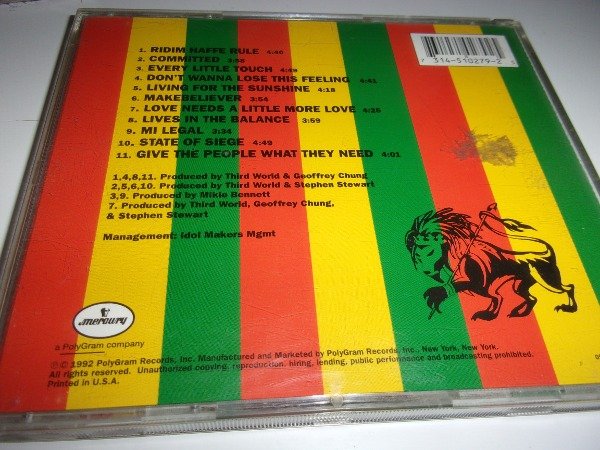 1. RIDIM HAFFE RULE 4:40
2. COMMITTED 3:58
3. EVERY LITTLE TOUCH 4:49
4. DON'T WANNA LOSE THIS FEELING 4:41
5. LIVING FOR THE SUNSHINE 4:18
6. MAKEBELIEVER 3:54
7. LOVE NEEDS A LITTLE MORE LOVE 4:25
8. LIVES IN THE BALANCE 3:59
9. MI LEGAL 3:34
10. STATE OF SIEGE 4:49
11. GIVE THE PEOPLE WHAT THEY NEED 4:01
1,4,8,11. Produced by Third World & Geoffrey Chung
2,5,6,10. Produced by Third World & Stephen Stewart
3,9. Produced by Mikie Bennett
7. Produced by Third World, Geoffrey Chung,
& Stephen Stewart
Management: Idol Makers Mgmt
7 314-510279-2
mercury
a PolyGram company
℗ © 1992 PolyGram Records, Inc. Manufactured and Marketed by PolyGram Records, Inc., New York, New York.
All rights reserved. Unauthorized copying, reproduction, hiring, lending, public performance and broadcasting prohibited.
Printed in U.S.A.